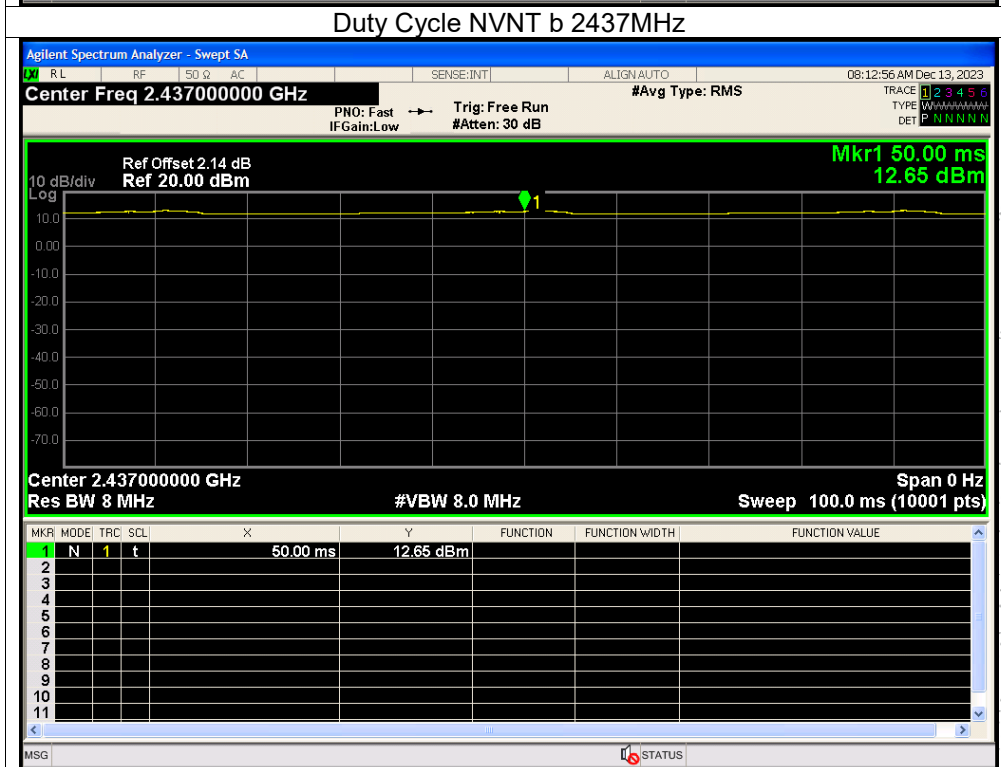 Duty Cycle NVNT b 2437MHz
Agilent Spectrum Analyzer - Swept SA
LXI RL RF 50 Ω AC SENSE:INT ALIGN AUTO 08:12:56 AM Dec 13, 2023
Center Freq 2.437000000 GHz #Avg Type: RMS TRACE 1 2 3 4 5 6
PNO: Fast Trig: Free Run TYPE WWWWWW
IFGain:Low #Atten: 30 dB DET P N N N N N
Mkr1 50.00 ms
Ref Offset 2.14 dB
10 dB/div Ref 20.00 dBm 12.65 dBm
Log
1
10.0
0.00
-10.0
-20.0
-30.0
-40.0
-50.0
-60.0
-70.0
Center 2.437000000 GHz Span 0 Hz
Res BW 8 MHz #VBW 8.0 MHz Sweep 100.0 ms (10001 pts)
MKR MODE TRC SCL X Y FUNCTION FUNCTION WIDTH FUNCTION VALUE
1 N 1 t 50.00 ms 12.65 dBm
2
3
4
5
6
7
8
9
10
11
MSG STATUS